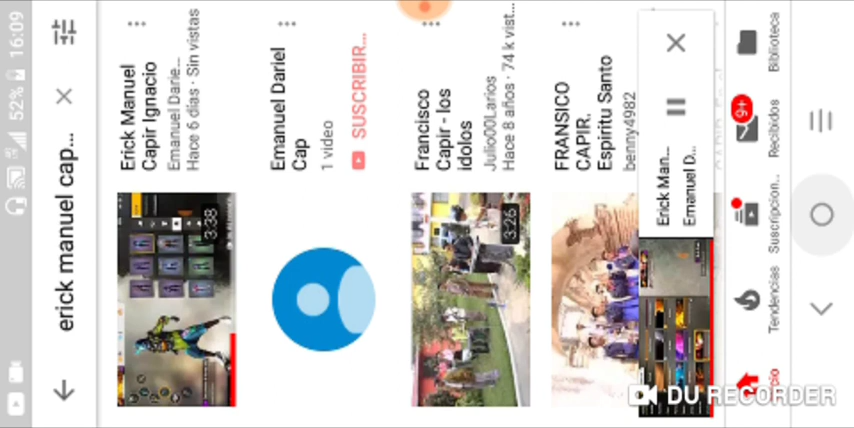 16:09
52%
erick manuel cap...
Erick Manuel
Capir Ignacio
Emanuel Darie...
Hace 6 días · Sin vistas
3:38
Emanuel Dariel
Cap
1 video
SUSCRIBIR...
Francisco
Capir - los
idolos
Julio00Larios
Hace 8 años · 74 k vist...
3:26
FRANSICO
CAPIR.
Espiritu Santo
benny4982
Erick Man...
Emanuel D...
Tendencias
Suscripcion...
9+
Recibidos
Biblioteca
DU RECORDER